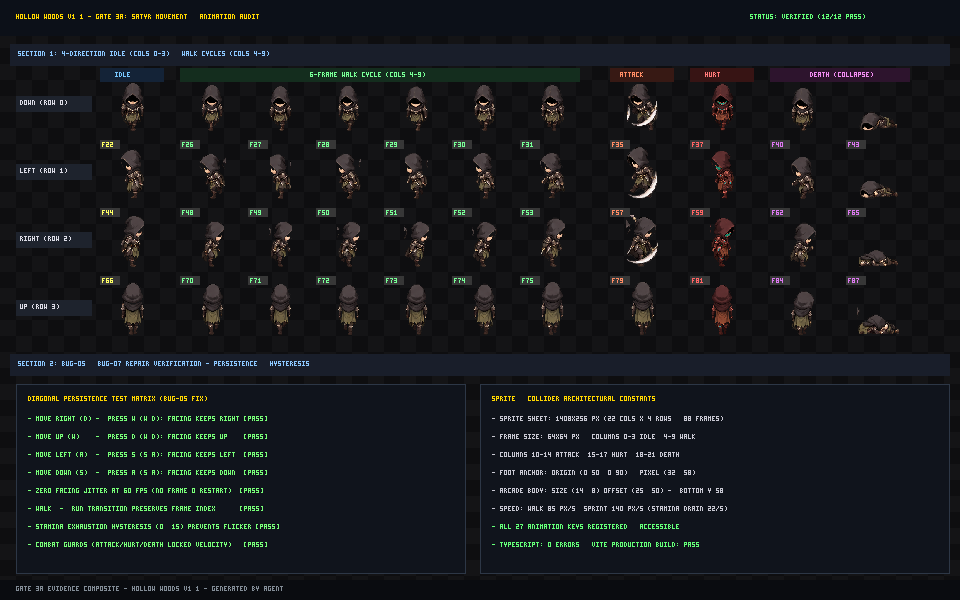 HOLLOW WOODS V1 1 - GATE 3A: SATYR MOVEMENT   ANIMATION AUDIT
STATUS: VERIFIED (12/12 PASS)
SECTION 1: 4-DIRECTION IDLE (COLS 0-3)   WALK CYCLES (COLS 4-9)
IDLE
6-FRAME WALK CYCLE (COLS 4-9)
ATTACK
HURT
DEATH (COLLAPSE)
DOWN (ROW 0)
F22 F26 F27 F28 F29 F30 F31 F35 F37 F40 F43
LEFT (ROW 1)
F44 F48 F49 F50 F51 F52 F53 F57 F59 F62 F65
RIGHT (ROW 2)
F66 F70 F71 F72 F73 F74 F75 F79 F81 F84 F87
UP (ROW 3)
SECTION 2: BUG-05   BUG-07 REPAIR VERIFICATION - PERSISTENCE   HYSTERESIS
DIAGONAL PERSISTENCE TEST MATRIX (BUG-05 FIX)
- MOVE RIGHT (D) -  PRESS W (W D): FACING KEEPS RIGHT [PASS]
- MOVE UP (W)    -  PRESS D (W D): FACING KEEPS UP    [PASS]
- MOVE LEFT (A)  -  PRESS S (S A): FACING KEEPS LEFT  [PASS]
- MOVE DOWN (S)  -  PRESS A (S A): FACING KEEPS DOWN  [PASS]
- ZERO FACING JITTER AT 60 FPS (NO FRAME 0 RESTART)  [PASS]
- WALK  -  RUN TRANSITION PRESERVES FRAME INDEX       [PASS]
- STAMINA EXHAUSTION HYSTERESIS (0  15) PREVENTS FLICKER [PASS]
- COMBAT GUARDS (ATTACK/HURT/DEATH LOCKED VELOCITY)   [PASS]
SPRITE   COLLIDER ARCHITECTURAL CONSTANTS
- SPRITE SHEET: 1408X256 PX (22 COLS X 4 ROWS   88 FRAMES)
- FRAME SIZE: 64X64 PX   COLUMNS 0-3 IDLE  4-9 WALK
- COLUMNS 10-14 ATTACK  15-17 HURT  18-21 DEATH
- FOOT ANCHOR: ORIGIN (0 50  0 90)   PIXEL (32  58)
- ARCADE BODY: SIZE (14  8) OFFSET (25  50) -  BOTTOM Y 58
- SPEED: WALK 85 PX/S  SPRINT 140 PX/S (STAMINA DRAIN 22/S)
- ALL 27 ANIMATION KEYS REGISTERED   ACCESSIBLE
- TYPESCRIPT: 0 ERRORS   VITE PRODUCTION BUILD: PASS
GATE 3A EVIDENCE COMPOSITE - HOLLOW WOODS V1 1 - GENERATED BY AGENT